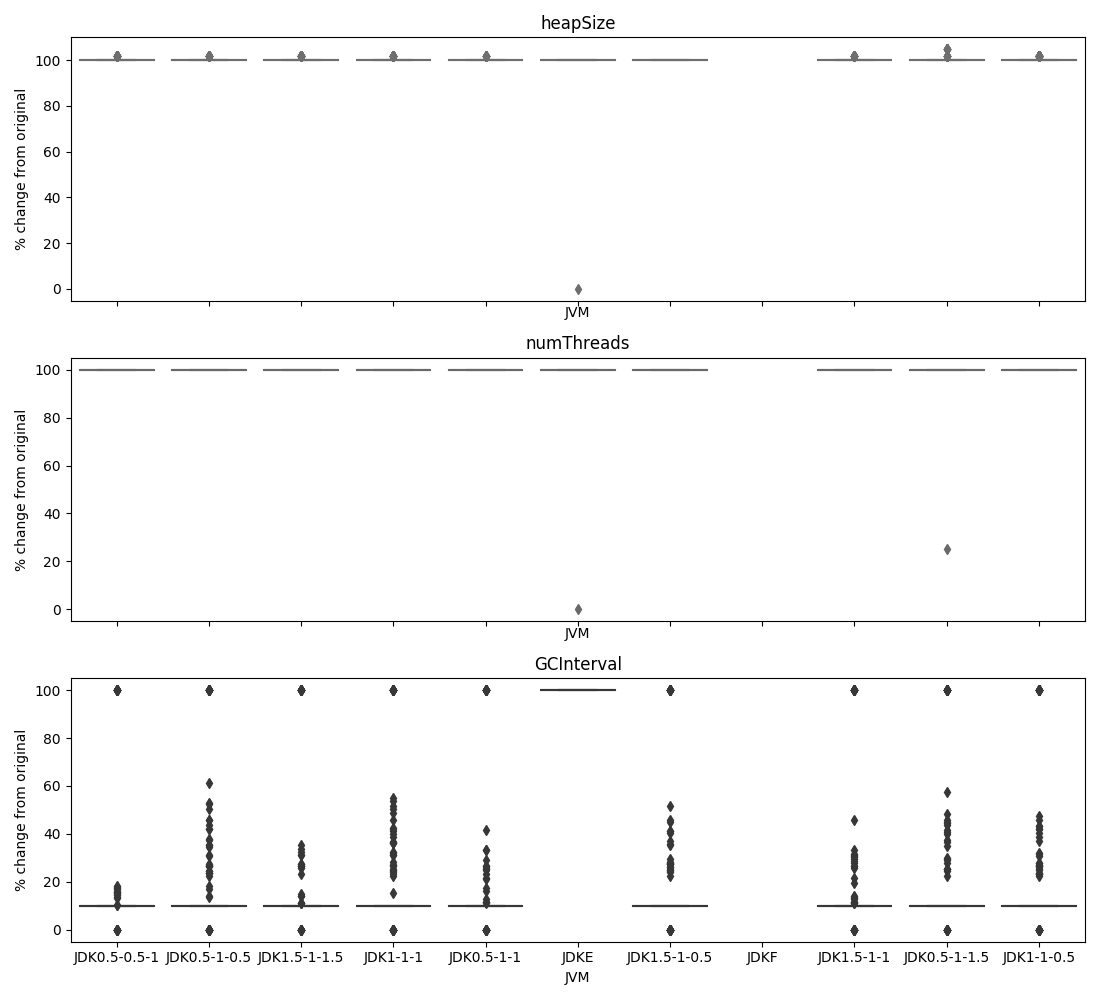 heapSize
100
80
60
40
20
0
% change from original
JVM
numThreads
100
80
60
40
20
0
% change from original
JVM
GCInterval
100
80
60
40
20
0
% change from original
JDK0.5-0.5-1 JDK0.5-1-0.5 JDK1.5-1-1.5 JDK1-1-1 JDK0.5-1-1 JDKE JDK1.5-1-0.5 JDKF JDK1.5-1-1 JDK0.5-1-1.5 JDK1-1-0.5
JVM